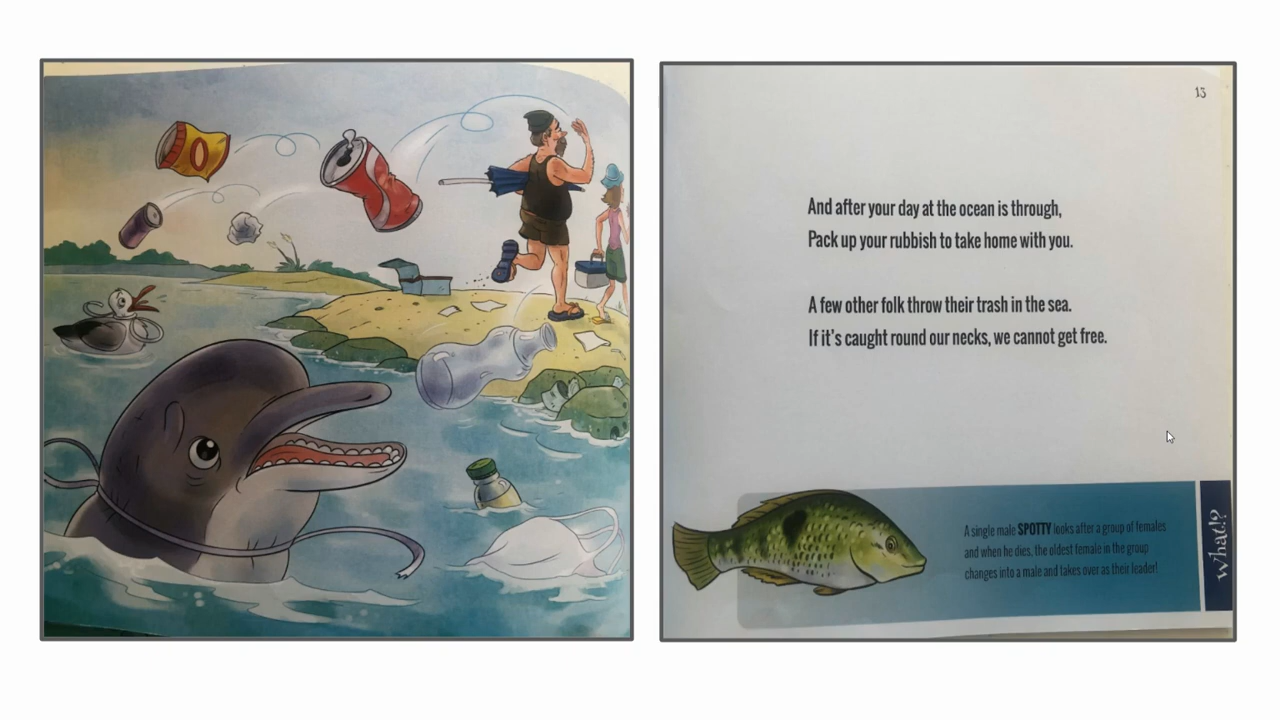 13
And after your day at the ocean is through,
Pack up your rubbish to take home with you.
A few other folk throw their trash in the sea.
If it's caught round our necks, we cannot get free.
A single male SPOTTY looks after a group of females
and when he dies, the oldest female in the group
changes into a male and takes over as their leader!
What!?